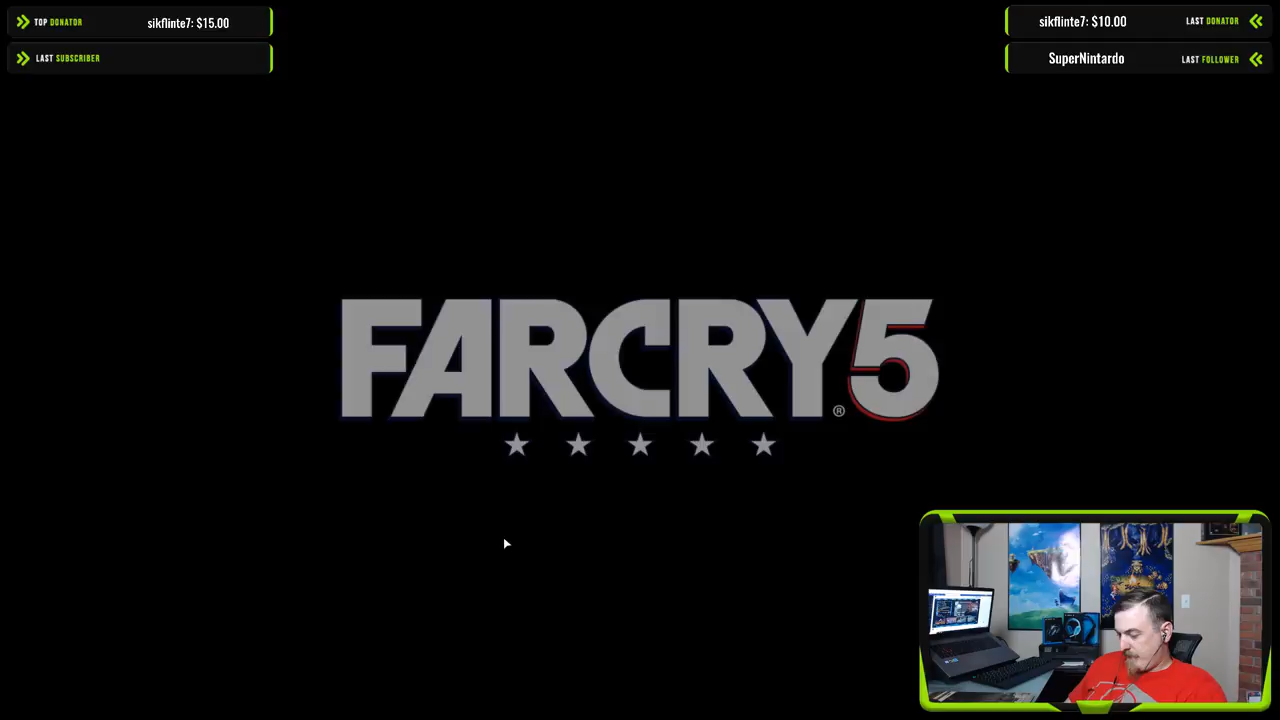 TOP DONATOR sikflinte7: $15.00
LAST SUBSCRIBER
sikflinte7: $10.00 LAST DONATOR
SuperNintardo LAST FOLLOWER
FARCRY5
®